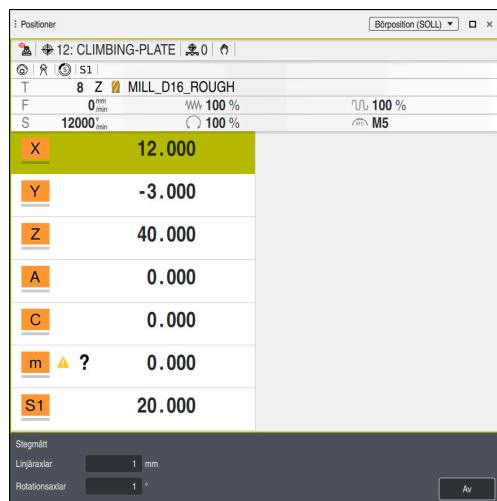 Positioner Börposition (SOLL)
12: CLIMBING-PLATE 0
S1
T 8 Z MILL_D16_ROUGH
F 0 mm/min 100 % 100 %
S 12000 º/min 100 % M5
X 12.000
Y -3.000
Z 40.000
A 0.000
C 0.000
m ? 0.000
S1 20.000
Stegmått
Linjäraxlar 1 mm
Rotationsaxlar 1 ° Av